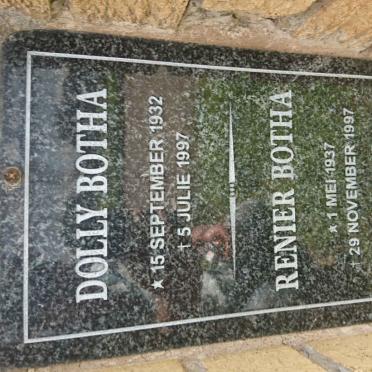 DOLLY BOTHA
★ 15 SEPTEMBER 1932
† 5 JULIE 1997
RENIER BOTHA
★ 1 MEI 1937
† 29 NOVEMBER 1997